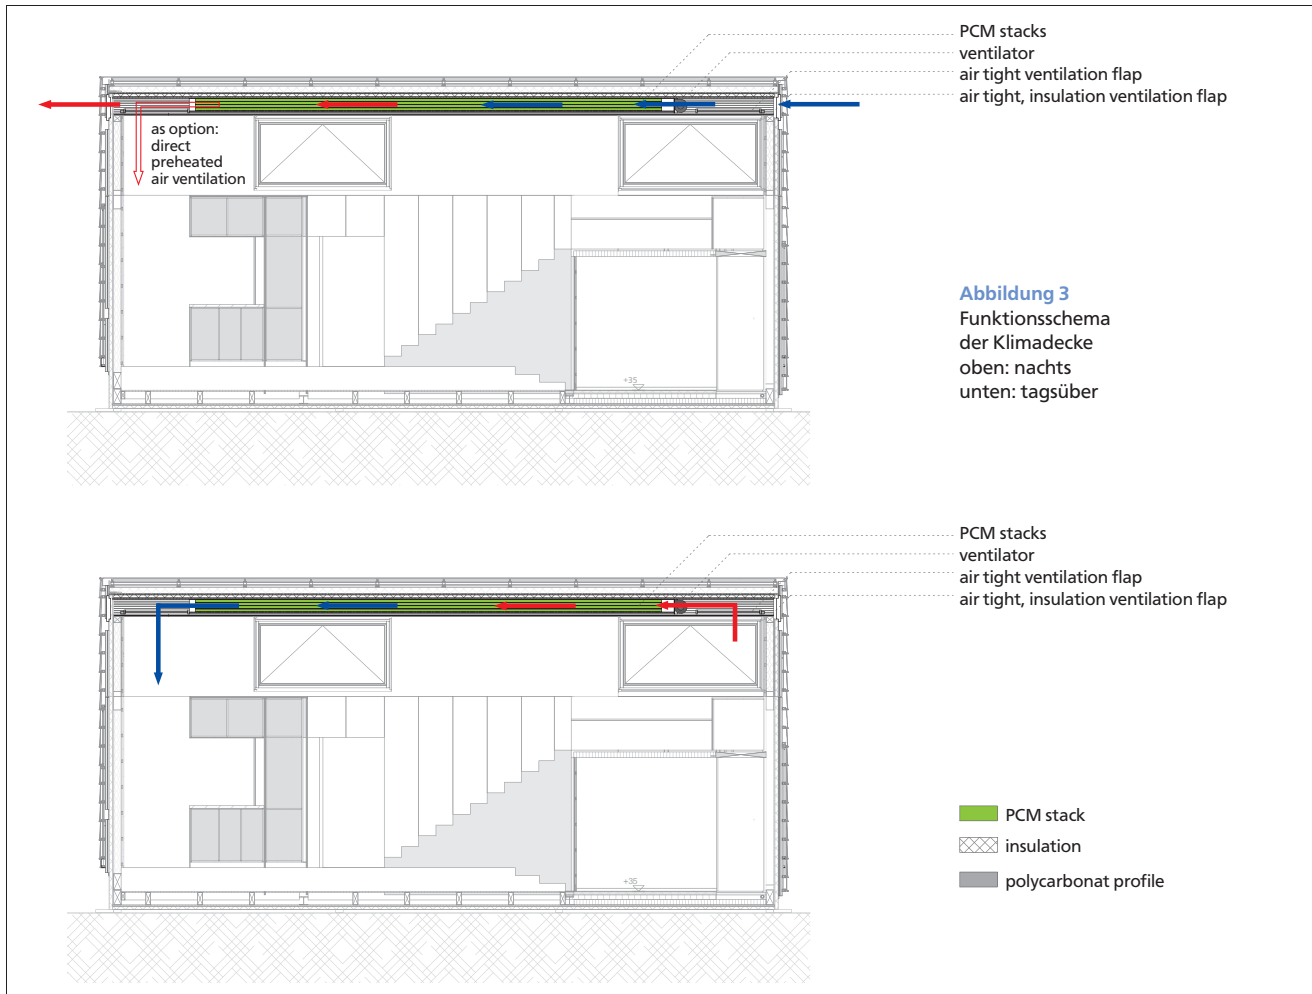 PCM stacks
ventilator
air tight ventilation flap
air tight, insulation ventilation flap
as option:
direct
preheated
air ventilation
Abbildung 3
Funktionsschema
der Klimadecke
oben: nachts
unten: tagsüber
+35
PCM stacks
ventilator
air tight ventilation flap
air tight, insulation ventilation flap
PCM stack
insulation
polycarbonat profile
+35